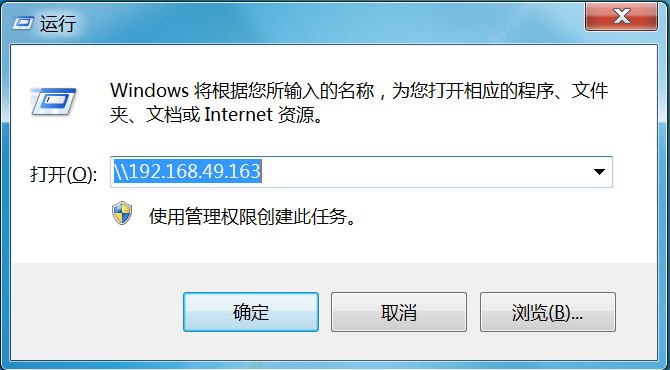 运行
Windows 将根据您所输入的名称，为您打开相应的程序、文件
夹、文档或 Internet 资源。
打开(O): \\192.168.49.163
使用管理权限创建此任务。
确定 取消 浏览(B)...